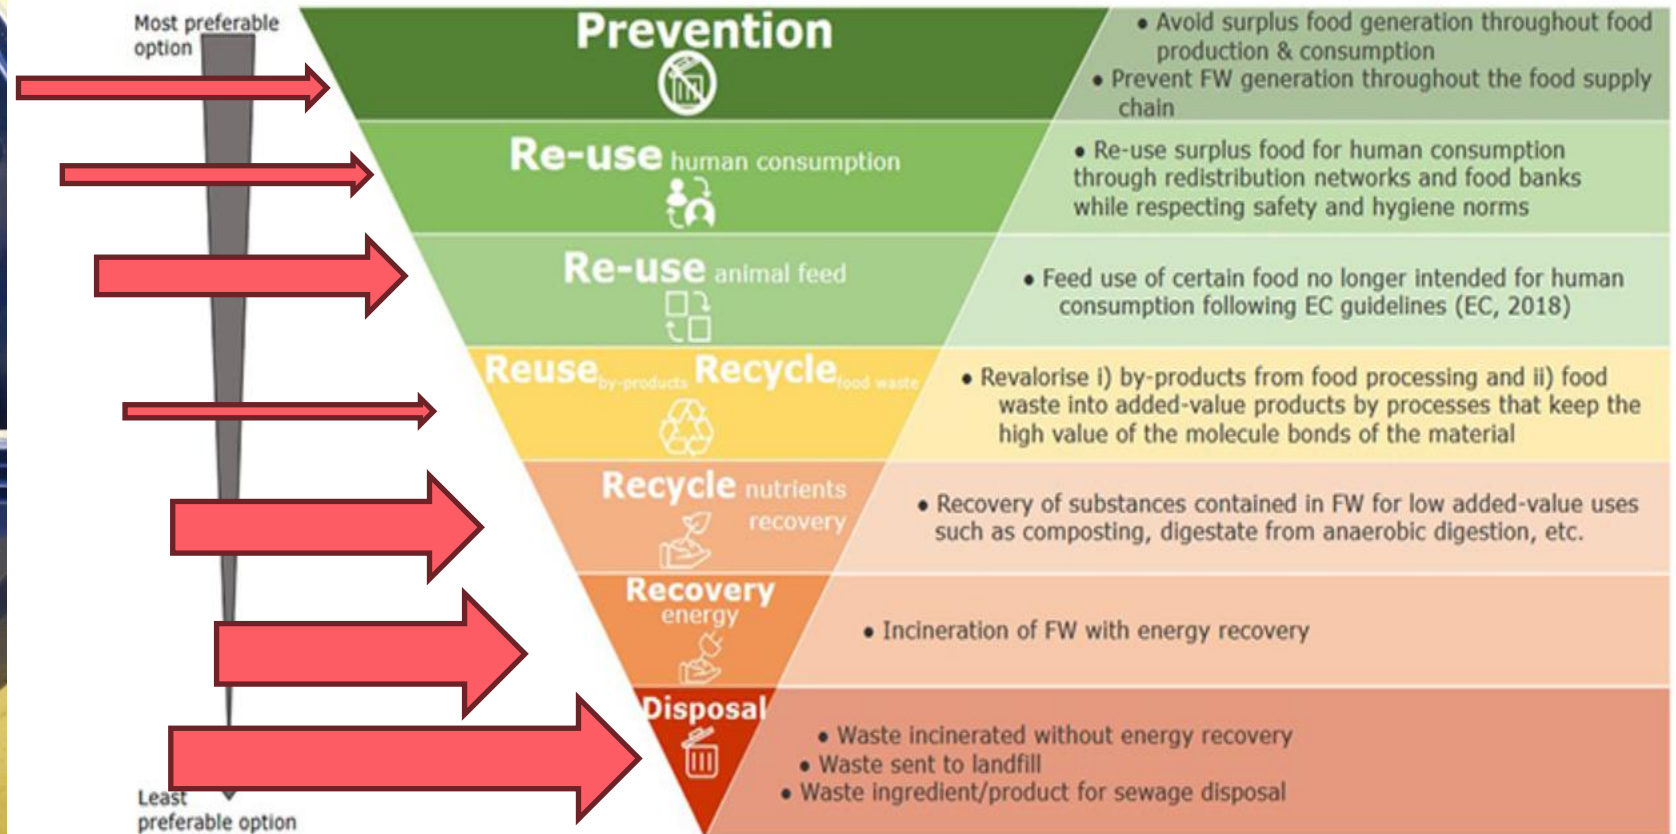 Most preferable
option
Prevention
• Avoid surplus food generation throughout food
production & consumption
• Prevent FW generation throughout the food supply
chain
Re-use human consumption
• Re-use surplus food for human consumption
through redistribution networks and food banks
while respecting safety and hygiene norms
Re-use animal feed
• Feed use of certain food no longer intended for human
consumption following EC guidelines (EC, 2018)
Reuse by-products Recycle food waste
• Revalorise i) by-products from food processing and ii) food
waste into added-value products by processes that keep the
high value of the molecule bonds of the material
Recycle nutrients
recovery
• Recovery of substances contained in FW for low added-value uses
such as composting, digestate from anaerobic digestion, etc.
Recovery
energy
• Incineration of FW with energy recovery
Disposal
• Waste incinerated without energy recovery
• Waste sent to landfill
• Waste ingredient/product for sewage disposal
Least
preferable option